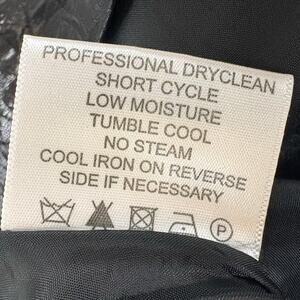 PROFESSIONAL DRYCLEAN
SHORT CYCLE
LOW MOISTURE
TUMBLE COOL
NO STEAM
COOL IRON ON REVERSE
SIDE IF NECESSARY
P